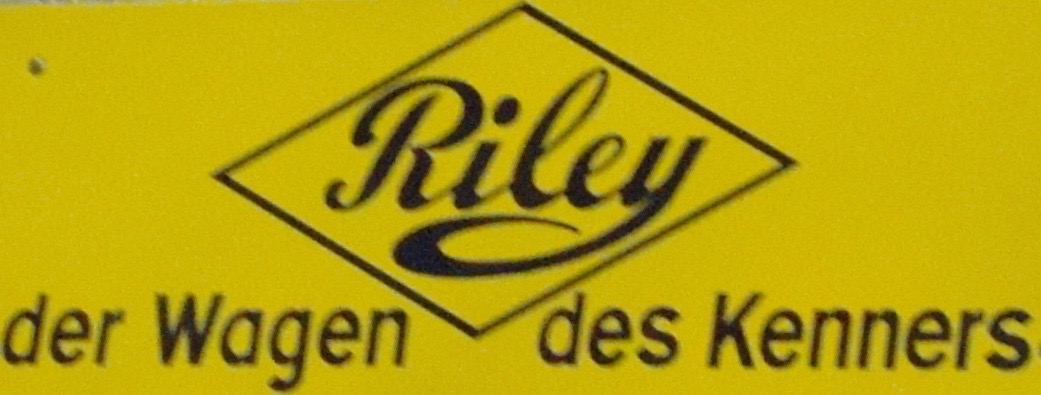 Riley
der Wagen des Kenners